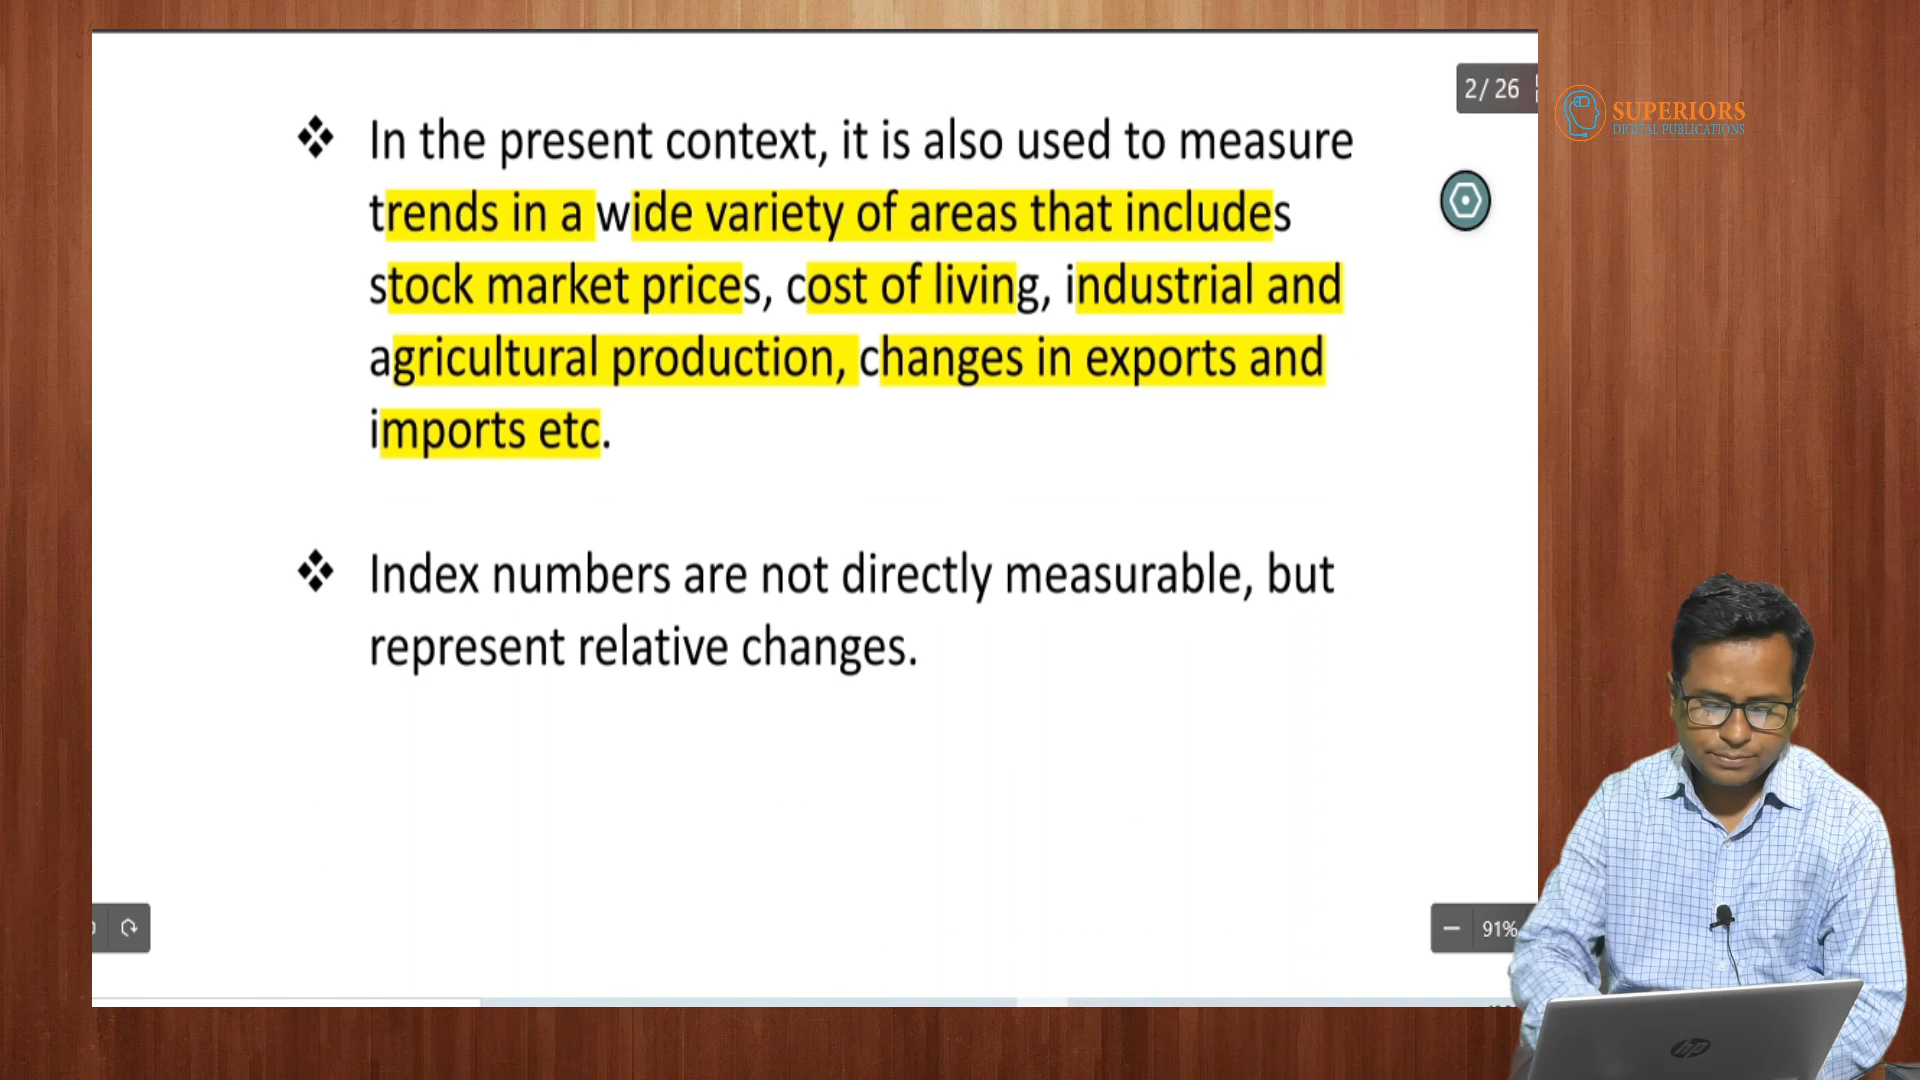 2/ 26
SUPERIORS
DIGITAL PUBLICATIONS
In the present context, it is also used to measure
trends in a wide variety of areas that includes
stock market prices, cost of living, industrial and
agricultural production, changes in exports and
imports etc.
Index numbers are not directly measurable, but
represent relative changes.
91%
hp